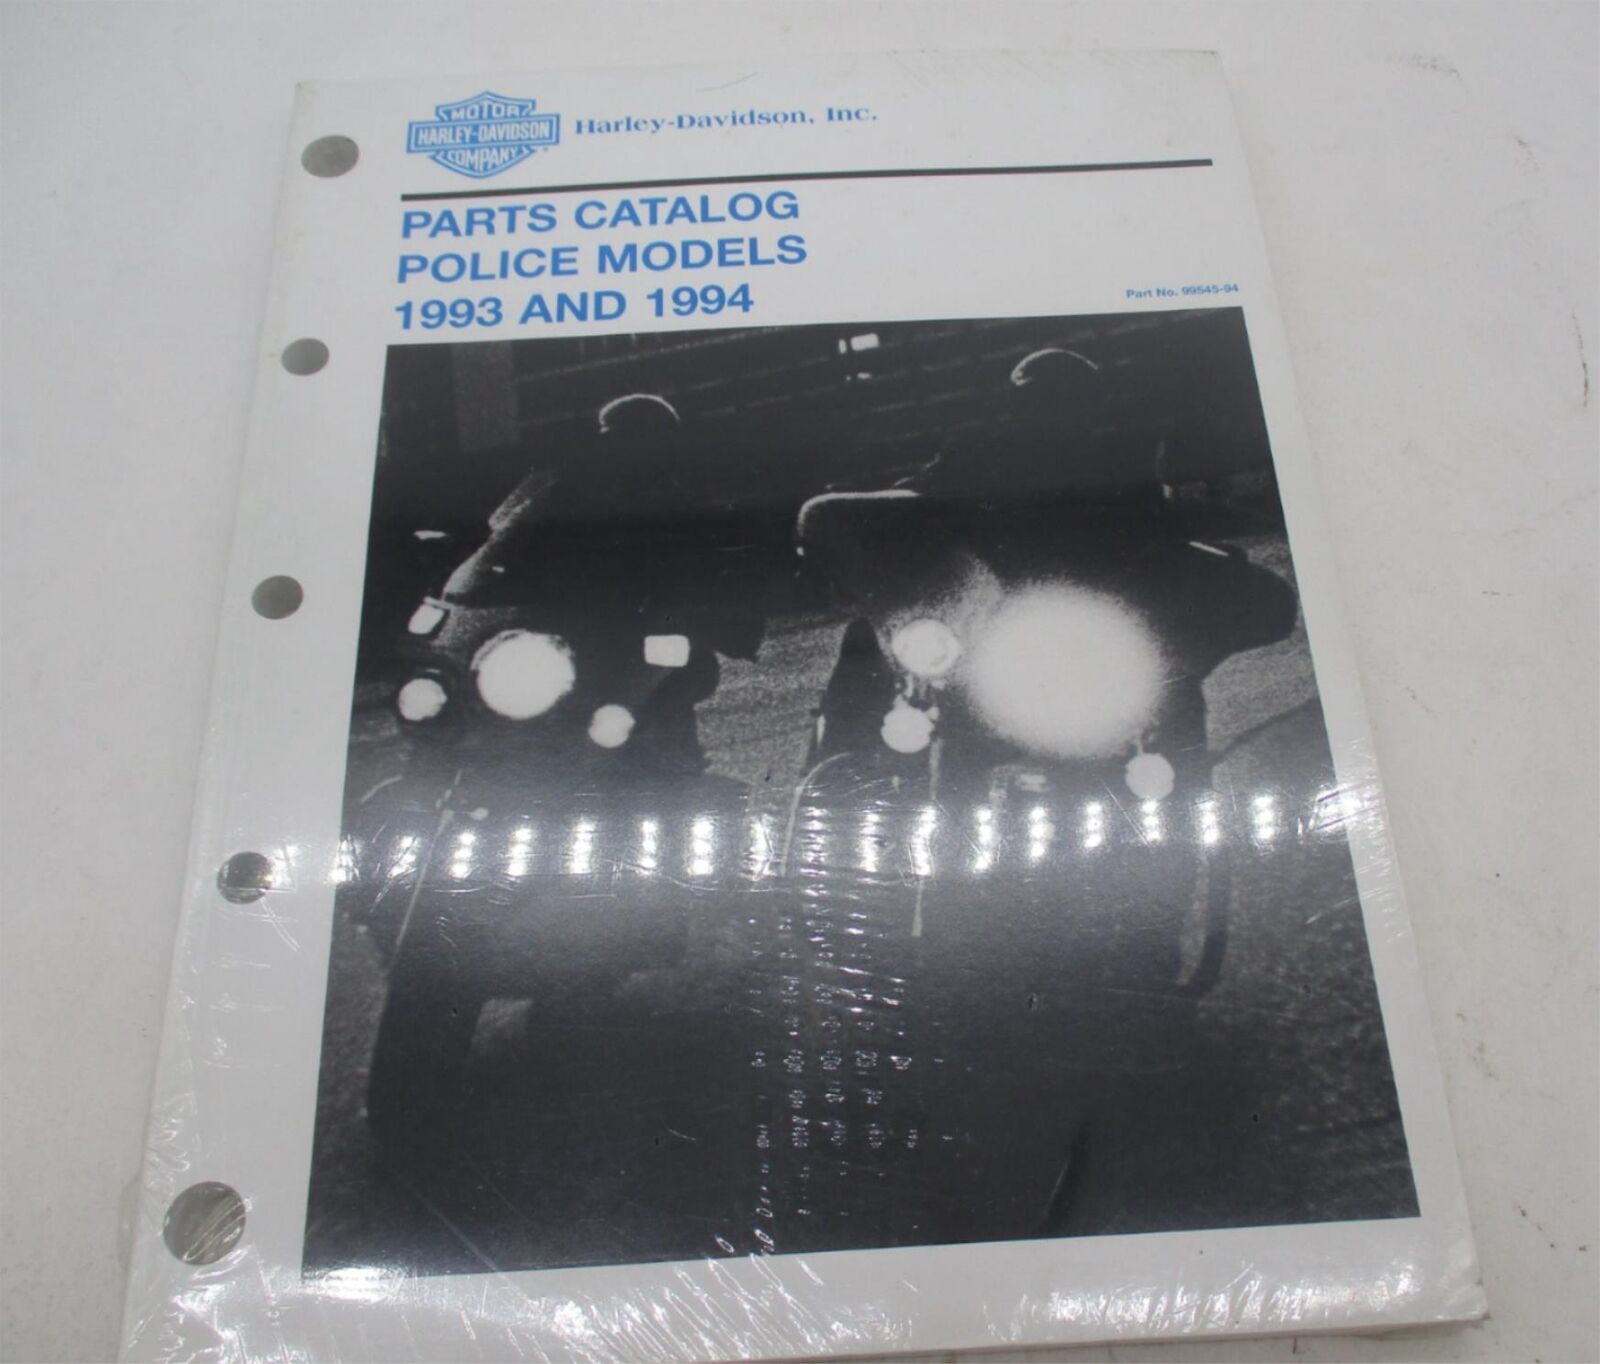 MOTOR
HARLEY-DAVIDSON
COMPANY
Harley-Davidson, Inc.
PARTS CATALOG
POLICE MODELS
1993 AND 1994
Part No. 99545-94